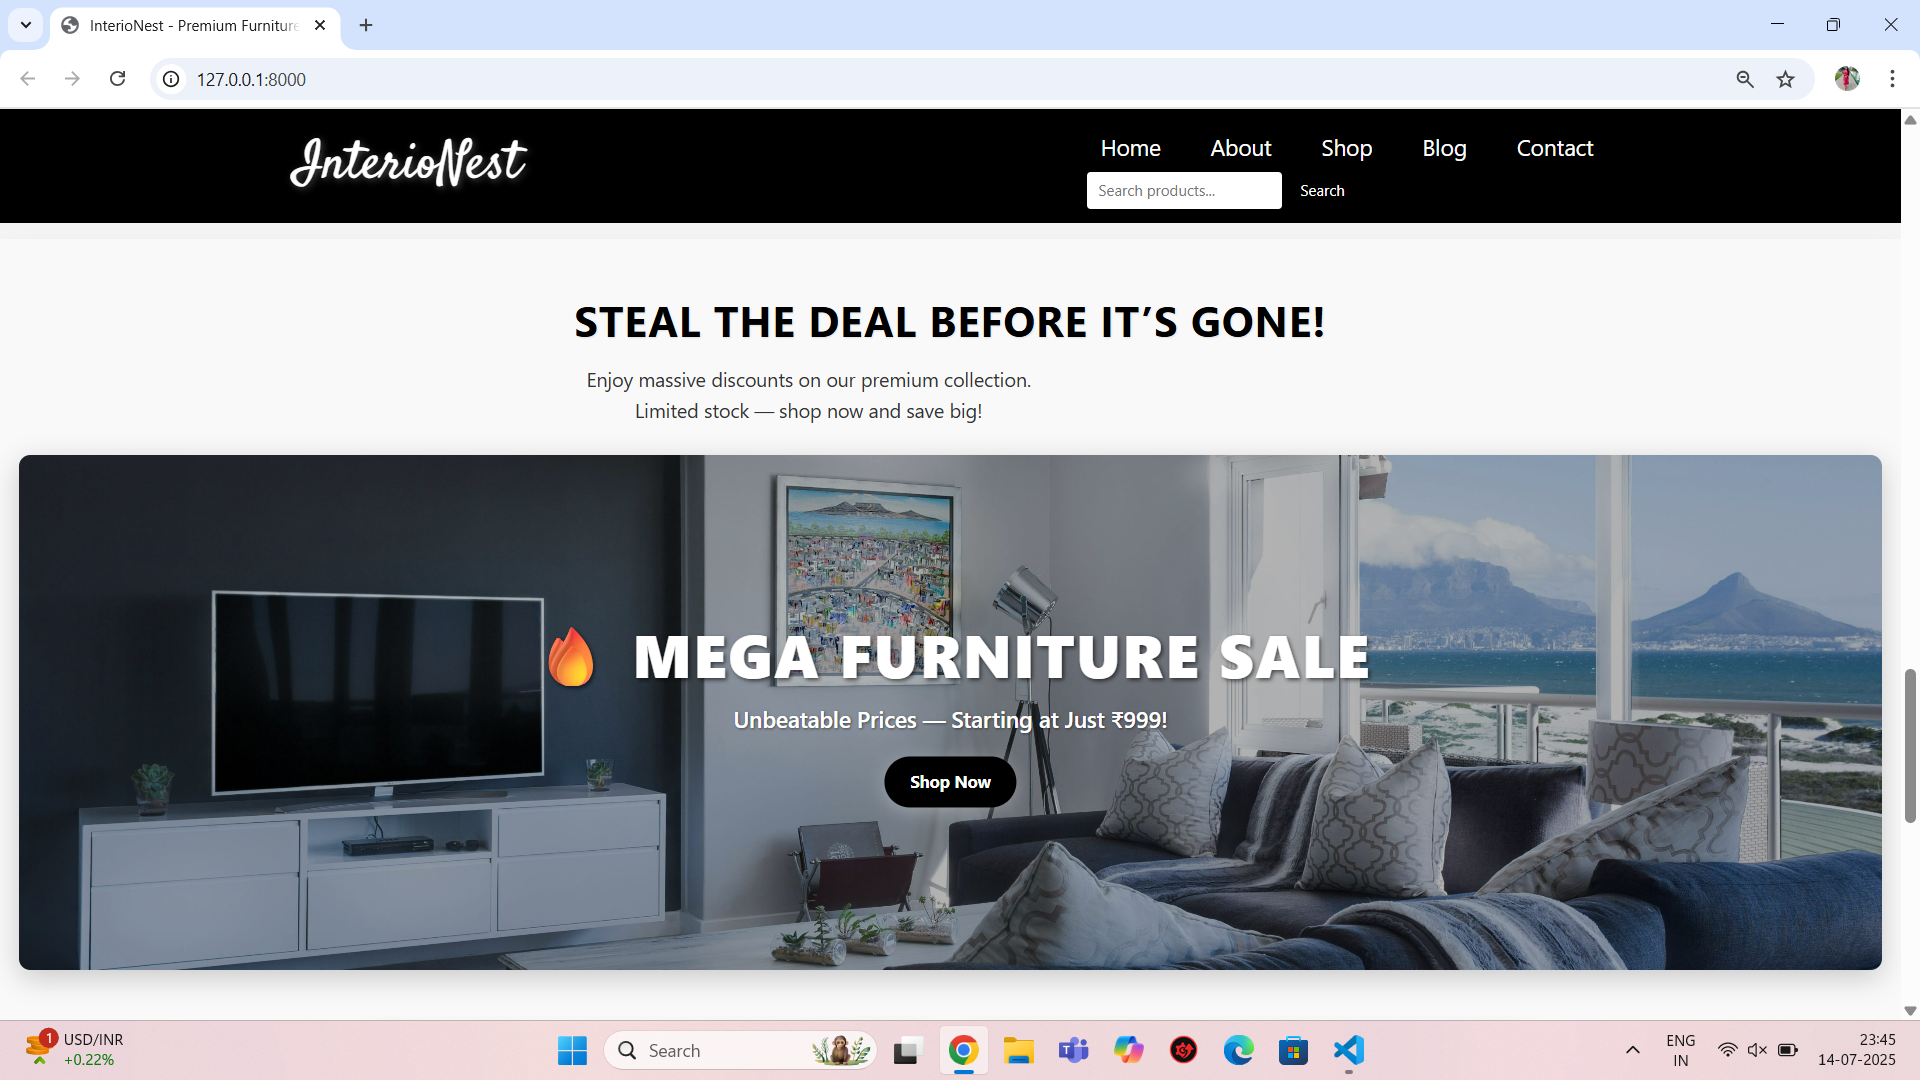 InterioNest - Premium Furniture
127.0.0.1:8000
InterioNest
Home About Shop Blog Contact
Search products... Search
STEAL THE DEAL BEFORE IT’S GONE!
Enjoy massive discounts on our premium collection.
Limited stock — shop now and save big!
🔥 MEGA FURNITURE SALE
Unbeatable Prices — Starting at Just ₹999!
Shop Now
1
USD/INR
+0.22%
Search
ENG
IN
23:45
14-07-2025